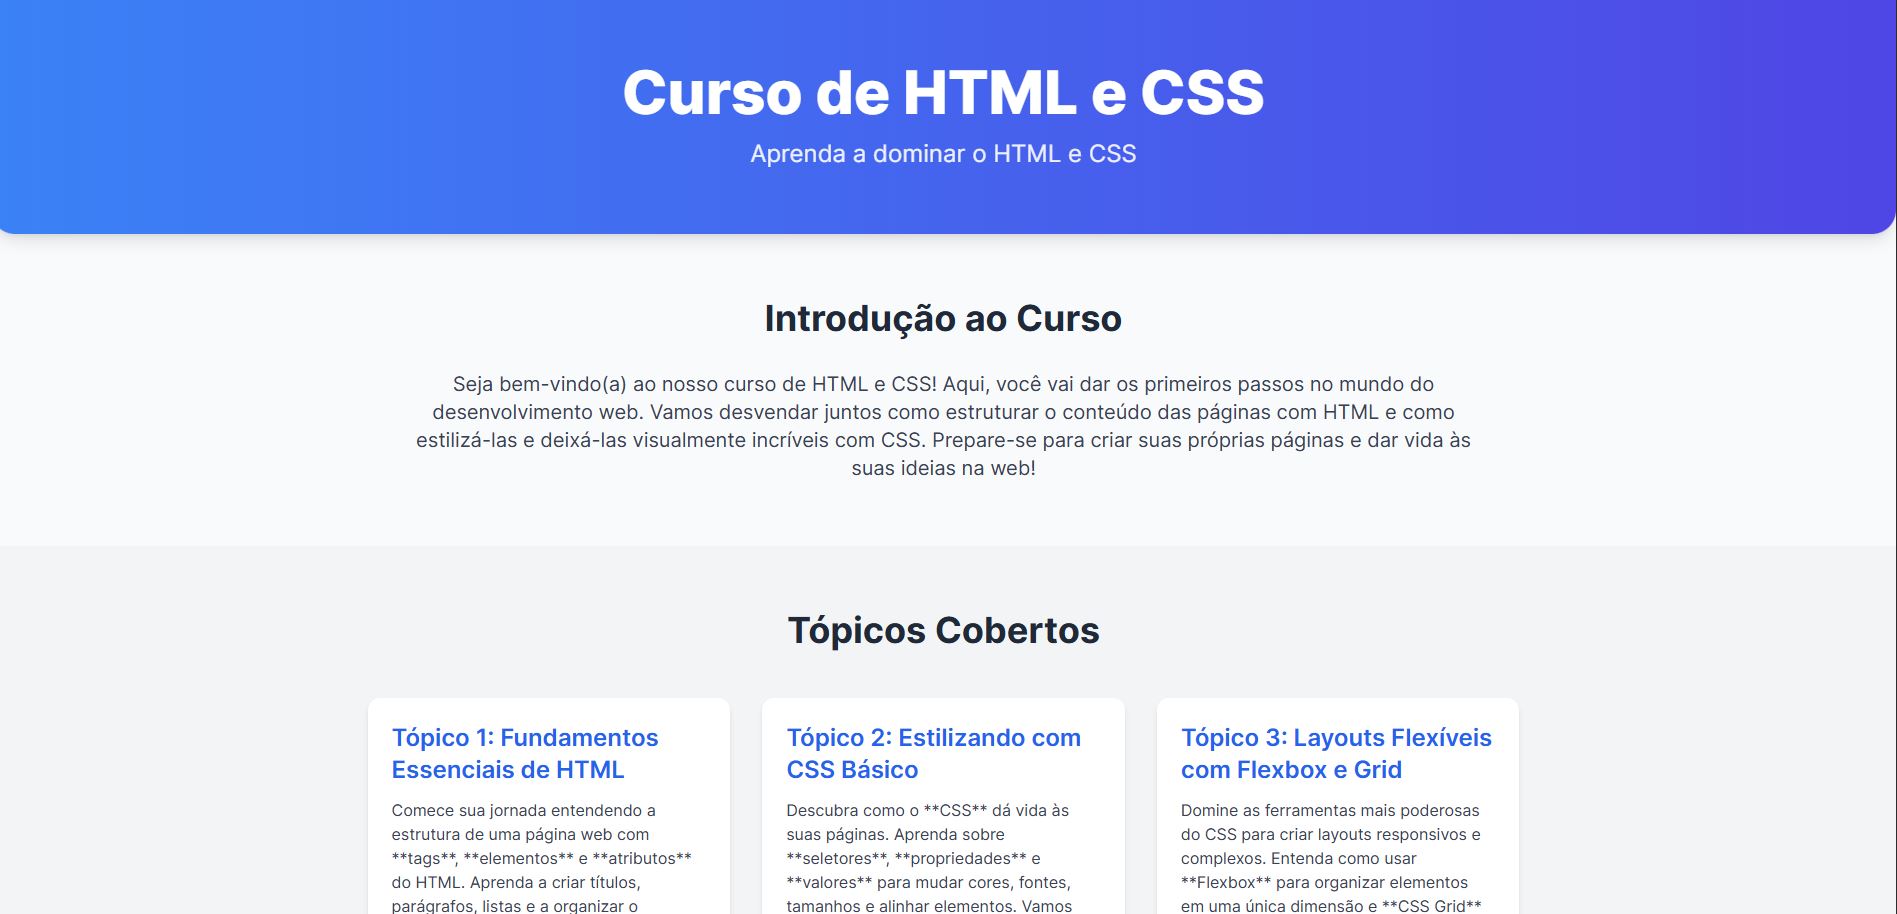 Curso de HTML e CSS
Aprenda a dominar o HTML e CSS
Introdução ao Curso
Seja bem-vindo(a) ao nosso curso de HTML e CSS! Aqui, você vai dar os primeiros passos no mundo do
desenvolvimento web. Vamos desvendar juntos como estruturar o conteúdo das páginas com HTML e como
estilizá-las e deixá-las visualmente incríveis com CSS. Prepare-se para criar suas próprias páginas e dar vida às
suas ideias na web!
Tópicos Cobertos
Tópico 1: Fundamentos
Essenciais de HTML
Comece sua jornada entendendo a
estrutura de uma página web com
**tags**, **elementos** e **atributos**
do HTML. Aprenda a criar títulos,
parágrafos, listas e a organizar o
Tópico 2: Estilizando com
CSS Básico
Descubra como o **CSS** dá vida às
suas páginas. Aprenda sobre
**seletores**, **propriedades** e
**valores** para mudar cores, fontes,
tamanhos e alinhar elementos. Vamos
Tópico 3: Layouts Flexíveis
com Flexbox e Grid
Domine as ferramentas mais poderosas
do CSS para criar layouts responsivos e
complexos. Entenda como usar
**Flexbox** para organizar elementos
em uma única dimensão e **CSS Grid**